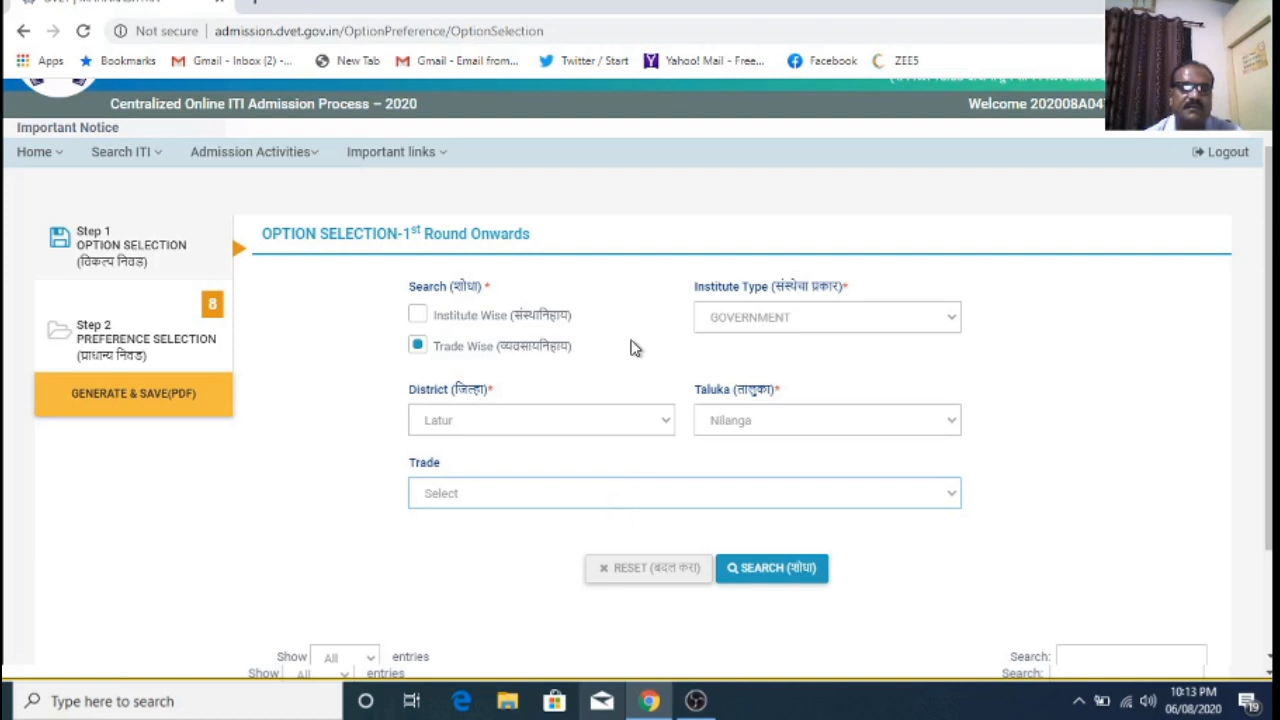 Not secure | admission.dvet.gov.in/OptionPreference/OptionSelection
Apps Bookmarks Gmail - Inbox (2) -... New Tab Gmail - Email from... Twitter / Start Yahoo! Mail - Free... Facebook ZEE5
Centralized Online ITI Admission Process – 2020
Welcome 202008A04
Important Notice
Home Search ITI Admission Activities Important links Logout
Step 1
OPTION SELECTION
(विकल्प निवड)
8
Step 2
PREFERENCE SELECTION
(प्राधान्य निवड)
GENERATE & SAVE(PDF)
OPTION SELECTION-1st Round Onwards
Search (शोधा) *
Institute Wise (संस्थानिहाय)
Trade Wise (व्यवसायनिहाय)
Institute Type (संस्थेचा प्रकार)*
GOVERNMENT
District (जिल्हा)*
Latur
Taluka (तालुका)*
Nilanga
Trade
Select
RESET (बदल करा) SEARCH (शोधा)
Show All entries Search:
Show All entries Search:
Type here to search
10:13 PM
06/08/2020
19